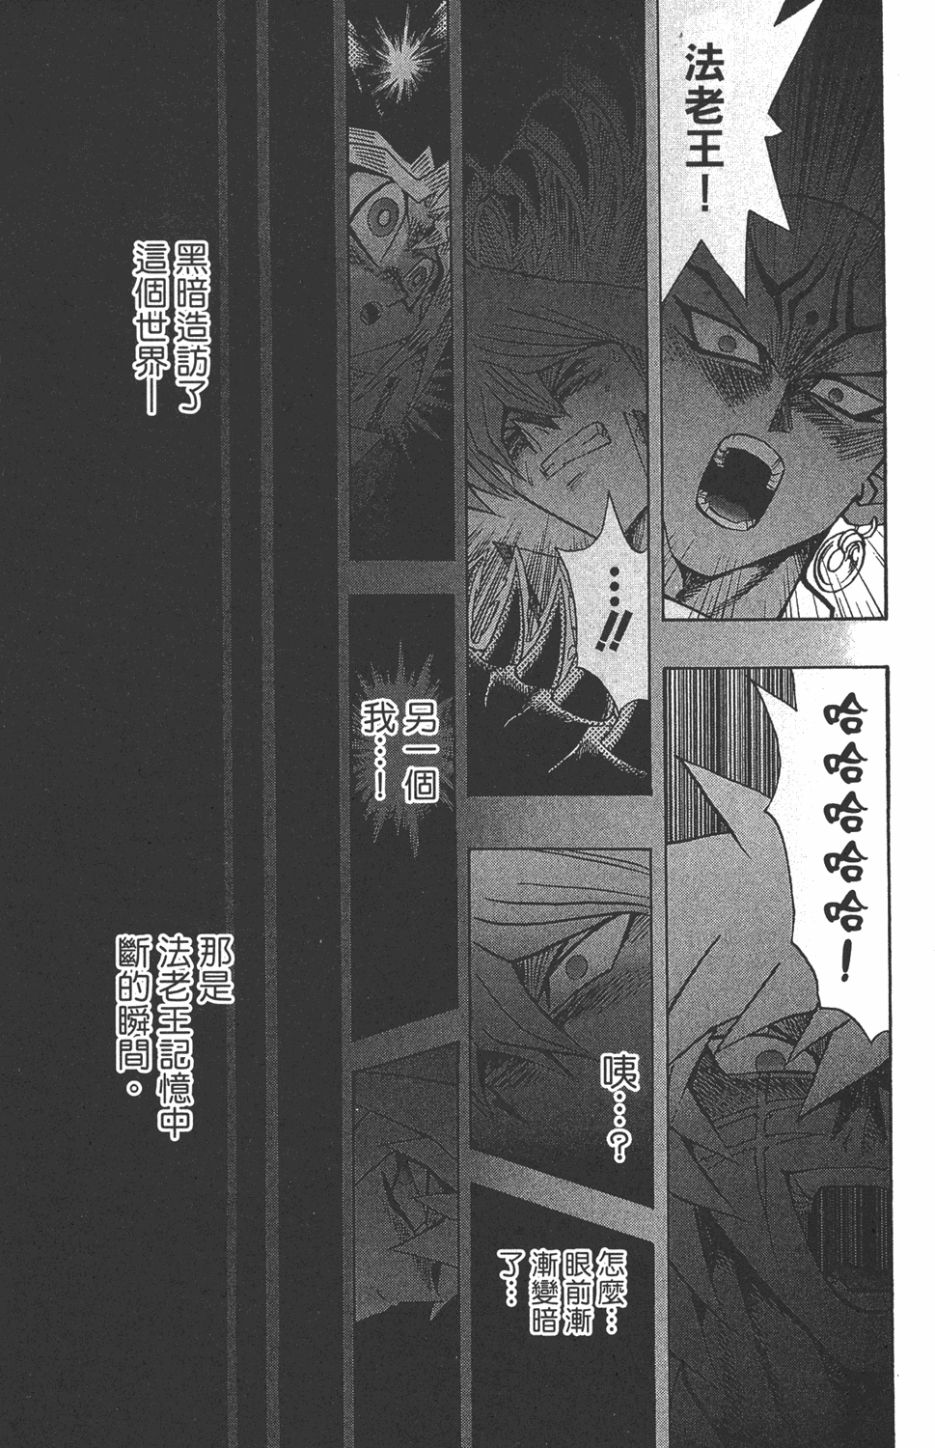 法老王！
哈哈哈哈哈！
…‼
咦…？
怎麼…
眼前漸
漸變暗
了…
另一個
我…！
黑暗造訪了
這個世界—
那是
法老王記憶中
斷的瞬間。